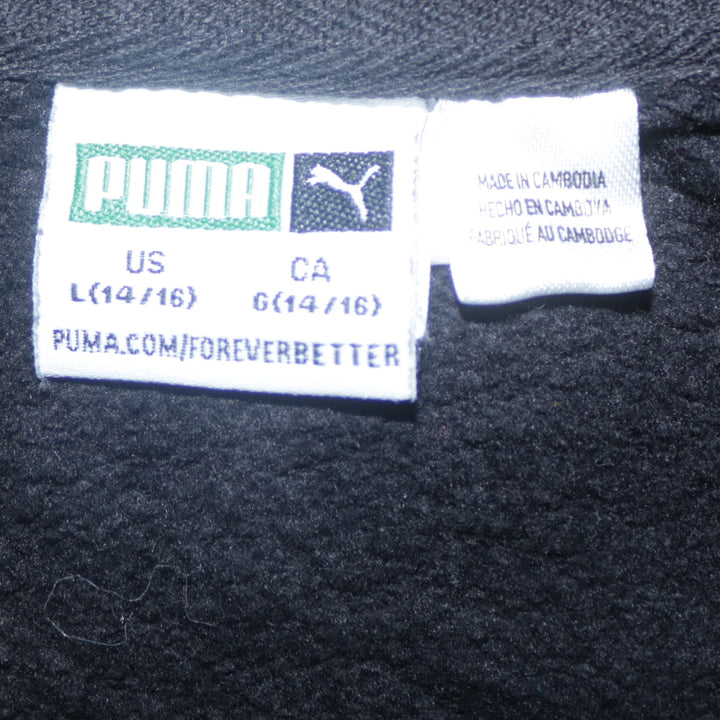 PUMA
US CA
L(14/16) G(14/16)
PUMA.COM/FOREVERBETTER
MADE IN CAMBODIA
HECHO EN CAMBOYA
FABRIQUÉ AU CAMBODGE